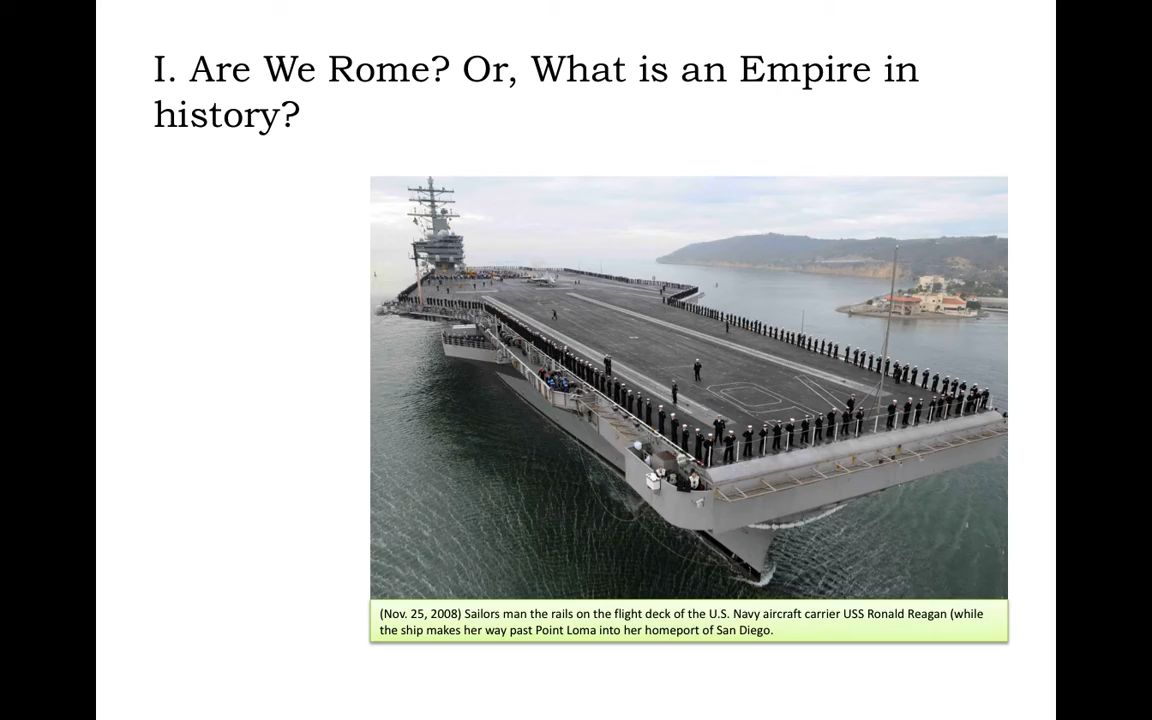 I. Are We Rome? Or, What is an Empire in
history?
(Nov. 25, 2008) Sailors man the rails on the flight deck of the U.S. Navy aircraft carrier USS Ronald Reagan (while
the ship makes her way past Point Loma into her homeport of San Diego.